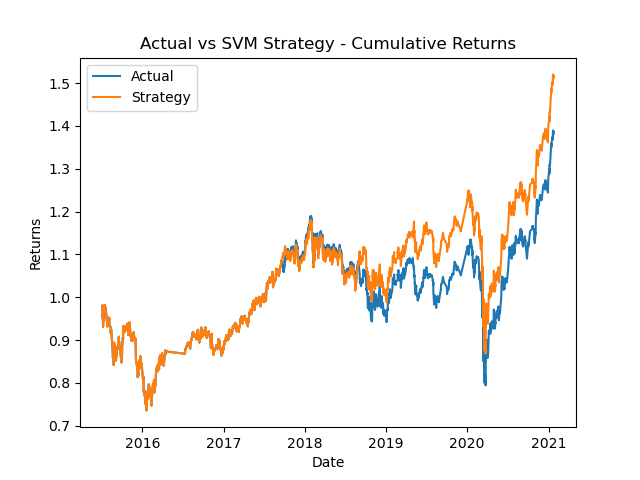 Actual vs SVM Strategy - Cumulative Returns
Actual
Strategy
Returns
1.5
1.4
1.3
1.2
1.1
1.0
0.9
0.8
0.7
2016 2017 2018 2019 2020 2021
Date